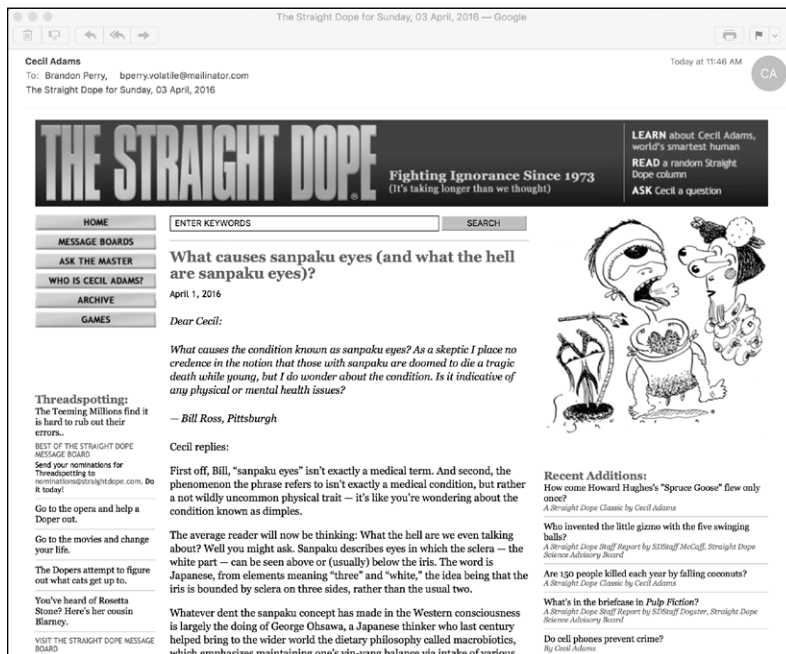 The Straight Dope for Sunday, 03 April, 2016 — Google
Cecil Adams
Today at 11:46 AM
To: Brandon Perry, bperry.volatile@mailinator.com
CA
The Straight Dope for Sunday, 03 April, 2016
THE STRAIGHT DOPE®
Fighting Ignorance Since 1973
(It's taking longer than we thought)
LEARN about Cecil Adams,
world's smartest human
READ a random Straight
Dope column
ASK Cecil a question
HOME
MESSAGE BOARDS
ASK THE MASTER
WHO IS CECIL ADAMS?
ARCHIVE
GAMES
Threadspotting:
The Teeming Millions find it
is hard to rub out their
errors..
BEST OF THE STRAIGHT DOPE
MESSAGE BOARD
Send your nominations for
Threadspotting to
nominations@straightdope.com. Do
it today!
Go to the opera and help a
Doper out.
Go to the movies and change
your life.
The Dopers attempt to figure
out what cats get up to.
You've heard of Rosetta
Stone? Here's her cousin
Blarney.
VISIT THE STRAIGHT DOPE MESSAGE
BOARD
ENTER KEYWORDS
SEARCH
What causes sanpaku eyes (and what the hell
are sanpaku eyes)?
April 1, 2016
Dear Cecil:
What causes the condition known as sanpaku eyes? As a skeptic I place no
credence in the notion that those with sanpaku are doomed to die a tragic
death while young, but I do wonder about the condition. Is it indicative of
any physical or mental health issues?
— Bill Ross, Pittsburgh
Cecil replies:
First off, Bill, "sanpaku eyes" isn't exactly a medical term. And second, the
phenomenon the phrase refers to isn't exactly a medical condition, but rather
a not wildly uncommon physical trait — it's like you're wondering about the
condition known as dimples.
The average reader will now be thinking: What the hell are we even talking
about? Well you might ask. Sanpaku describes eyes in which the sclera — the
white part — can be seen above or (usually) below the iris. The word is
Japanese, from elements meaning "three" and "white," the idea being that the
iris is bounded by sclera on three sides, rather than the usual two.
Whatever dent the sanpaku concept has made in the Western consciousness
is largely the doing of George Ohsawa, a Japanese thinker who last century
helped bring to the wider world the dietary philosophy called macrobiotics,
which emphasizes maintaining one's yin-yang balance via intake of various
Recent Additions:
How come Howard Hughes's "Spruce Goose" flew only
once?
A Straight Dope Classic by Cecil Adams
Who invented the little gizmo with the five swinging
balls?
A Straight Dope Staff Report by SDStaff McCaff, Straight Dope
Science Advisory Board
Are 150 people killed each year by falling coconuts?
A Straight Dope Classic by Cecil Adams
What's in the briefcase in Pulp Fiction?
A Straight Dope Staff Report by SDStaff Dogster, Straight Dope
Science Advisory Board
Do cell phones prevent crime?
By Cecil Adams